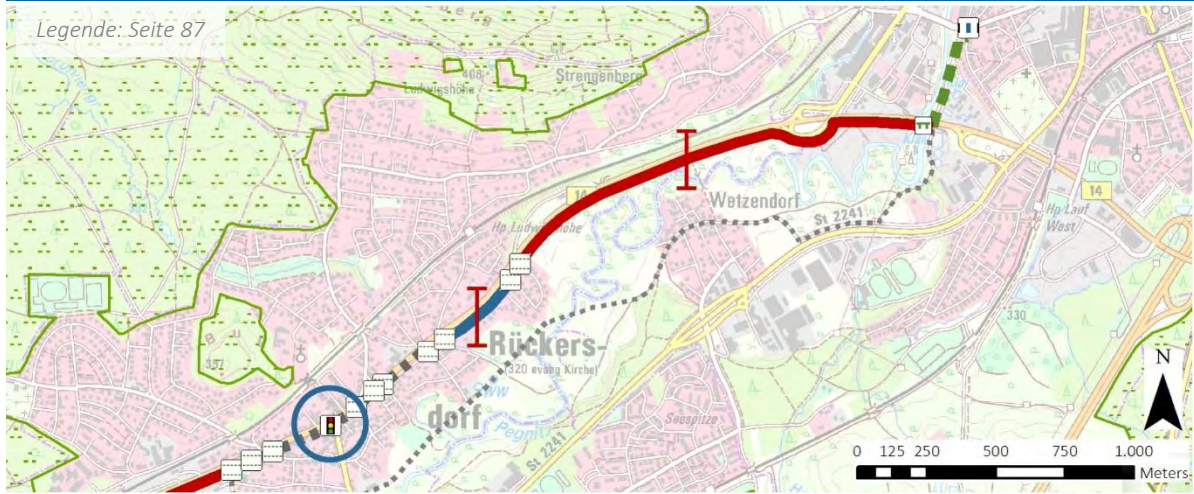 Legende: Seite 87
Strengenberg
Ludwigshöhe
14
Wetzendorf
St 2241
14
Hp Lauf
West
Hp Ludwigshöhe
330
Rückers-
(320 evang Kirche)
dorf
Pegnitz
St 2241
Seespitze
N
0 125 250 500 750 1.000
Meters